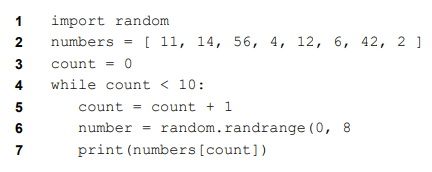 1 import random
2 numbers = [ 11, 14, 56, 4, 12, 6, 42, 2 ]
3 count = 0
4 while count < 10:
5 count = count + 1
6 number = random.randrange(0, 8
7 print(numbers[count])